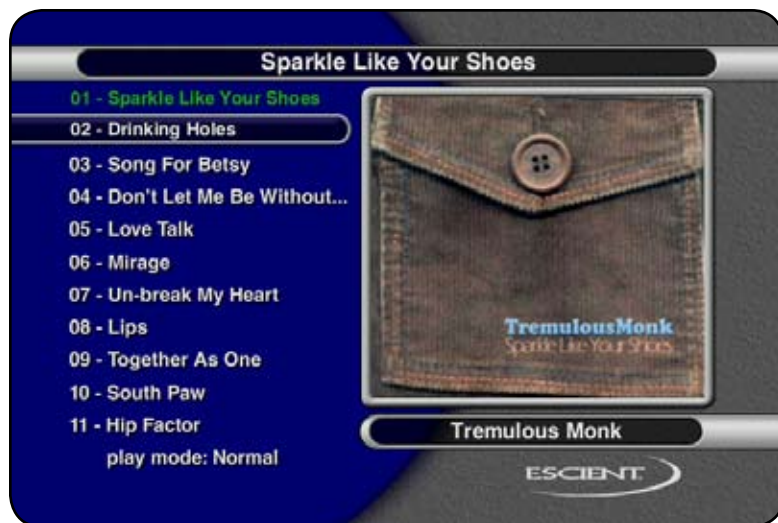 Sparkle Like Your Shoes
01 - Sparkle Like Your Shoes
02 - Drinking Holes
03 - Song For Betsy
04 - Don't Let Me Be Without...
05 - Love Talk
06 - Mirage
07 - Un-break My Heart
08 - Lips
09 - Together As One
10 - South Paw
11 - Hip Factor
play mode: Normal
TremulousMonk
Sparkle Like Your Shoes
Tremulous Monk
ESCIENT